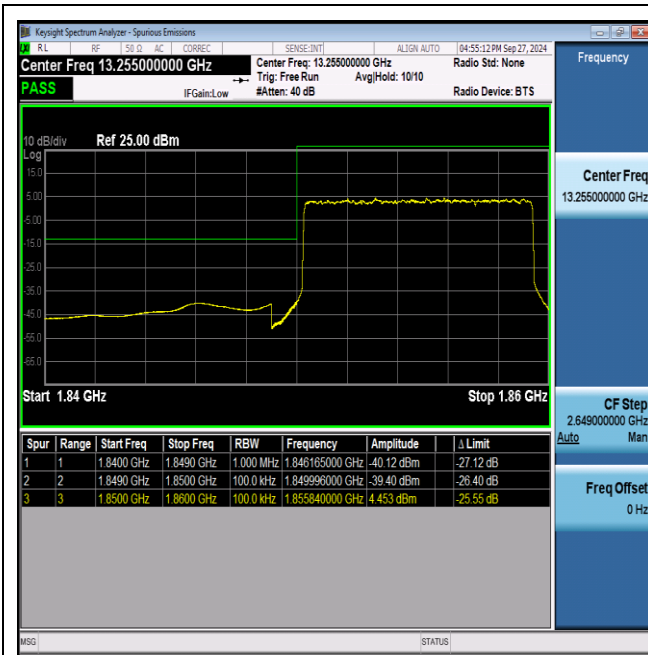 Keysight Spectrum Analyzer - Spurious Emissions
RL RF 50 Ω AC CORREC SENSE:INT ALIGN AUTO 04:55:12 PM Sep 27, 2024
Center Freq 13.255000000 GHz
Center Freq: 13.255000000 GHz Radio Std: None
Trig: Free Run Avg|Hold: 10/10
PASS
IFGain:Low #Atten: 40 dB Radio Device: BTS
10 dB/div Ref 25.00 dBm
Log
15.0
5.00
-5.00
-15.0
-25.0
-35.0
-45.0
-55.0
-65.0
Start 1.84 GHz Stop 1.86 GHz
Spur Range Start Freq Stop Freq RBW Frequency Amplitude Δ Limit
1 1 1.8400 GHz 1.8490 GHz 1.000 MHz 1.846165000 GHz -40.12 dBm -27.12 dB
2 2 1.8490 GHz 1.8500 GHz 100.0 kHz 1.849996000 GHz -39.40 dBm -26.40 dB
3 3 1.8500 GHz 1.8600 GHz 100.0 kHz 1.855840000 GHz 4.453 dBm -25.55 dB
MSG STATUS
Frequency
Center Freq
13.255000000 GHz
CF Step
2.649000000 GHz
Auto Man
Freq Offset
0 Hz